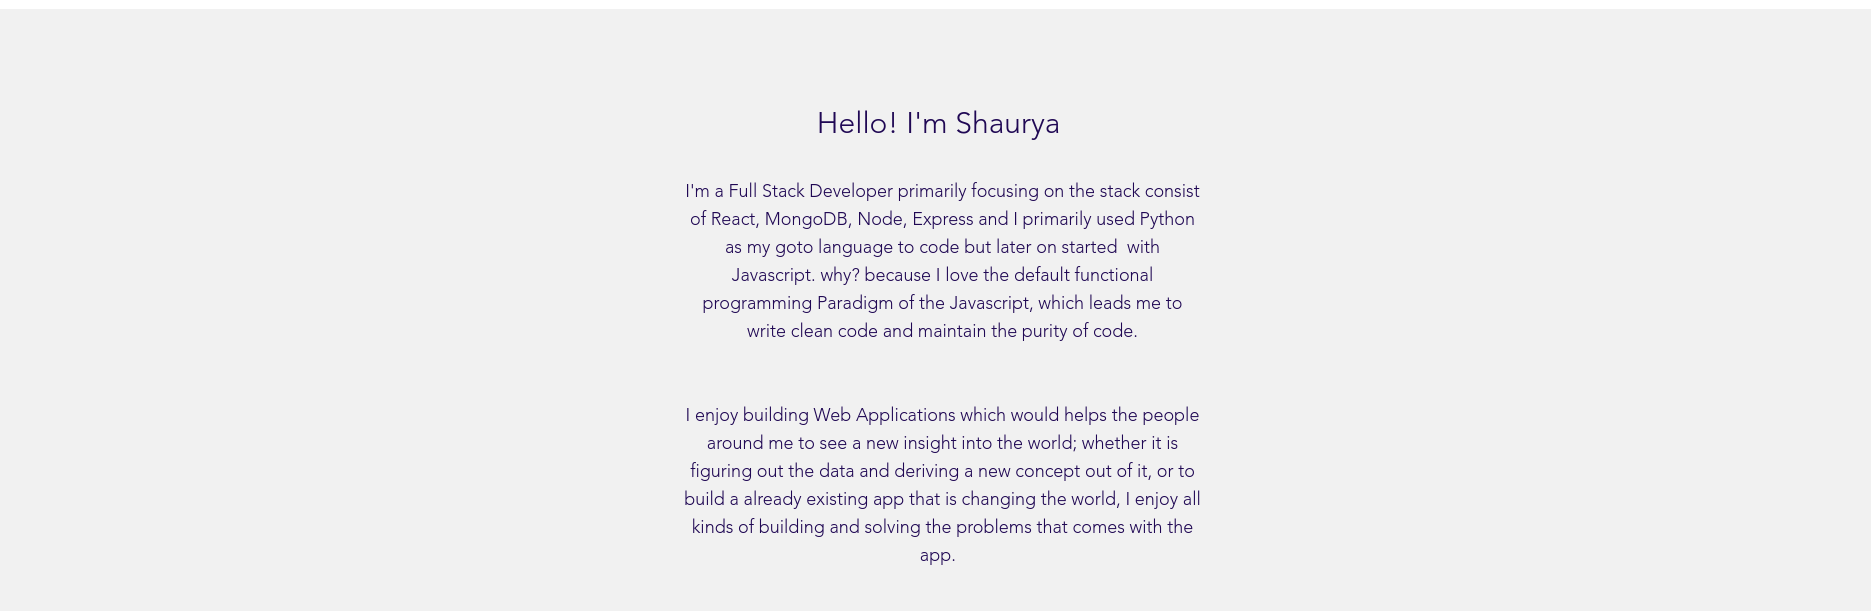 Hello! I'm Shaurya
I'm a Full Stack Developer primarily focusing on the stack consist
of React, MongoDB, Node, Express and I primarily used Python
as my goto language to code but later on started  with
Javascript. why? because I love the default functional
programming Paradigm of the Javascript, which leads me to
write clean code and maintain the purity of code.
I enjoy building Web Applications which would helps the people
around me to see a new insight into the world; whether it is
figuring out the data and deriving a new concept out of it, or to
build a already existing app that is changing the world, I enjoy all
kinds of building and solving the problems that comes with the
app.